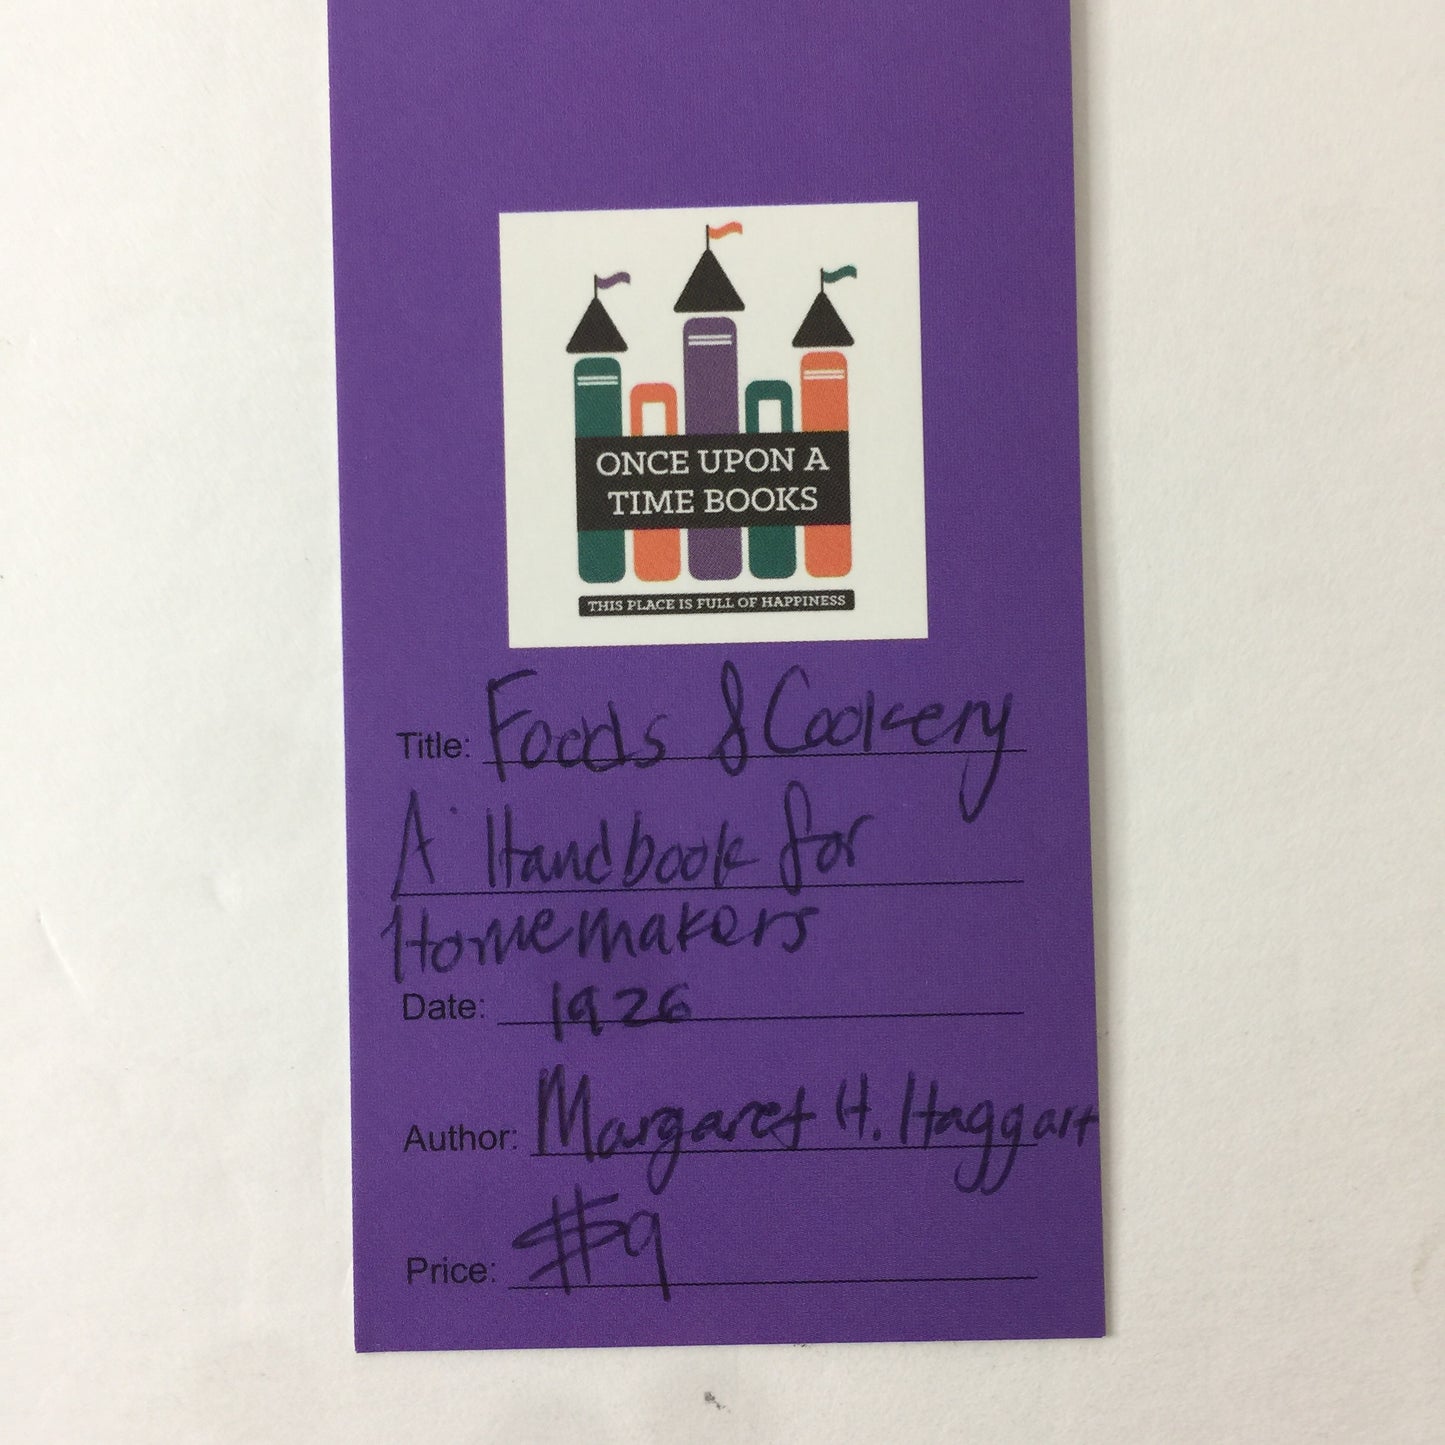 ONCE UPON A
TIME BOOKS
THIS PLACE IS FULL OF HAPPINESS
Title: Foods & Cookery
A Handbook for
Homemakers
Date: 1926
Author: Margaret H. Haggart
Price: $9